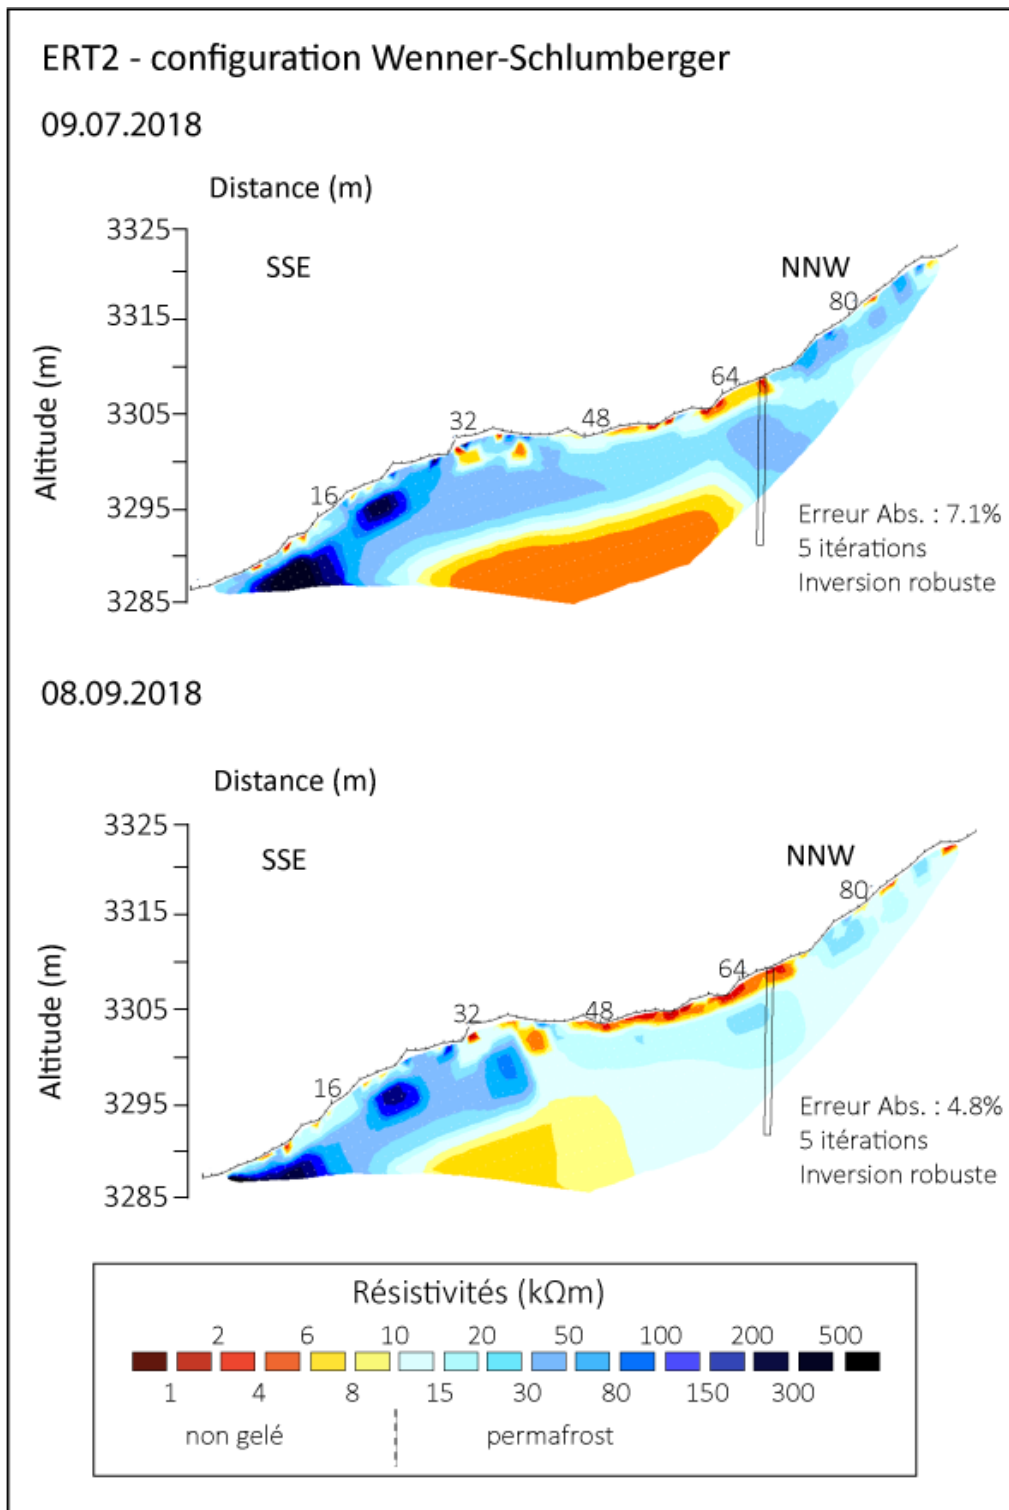 ERT2 - configuration Wenner-Schlumberger
09.07.2018
Distance (m)
3325
SSE
NNW
80
3315
64
3305
32
48
16
3295
Altitude (m)
Erreur Abs. : 7.1%
5 itérations
Inversion robuste
3285
08.09.2018
Distance (m)
3325
SSE
NNW
80
3315
64
3305
32
48
16
3295
Altitude (m)
Erreur Abs. : 4.8%
5 itérations
Inversion robuste
3285
Résistivités (kΩm)
2 6 10 20 50 100 200 500
1 4 8 15 30 80 150 300
non gelé permafrost